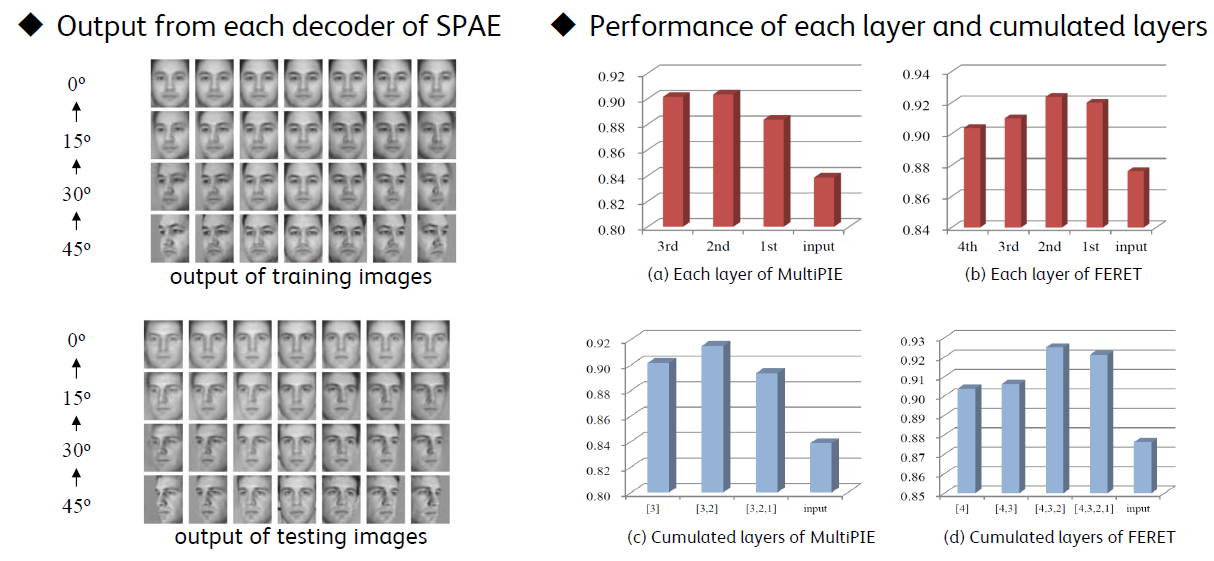 ◆ Output from each decoder of SPAE
0º
15º
30º
45º
output of training images
0º
15º
30º
45º
output of testing images
◆ Performance of each layer and cumulated layers
0.92
0.90
0.88
0.86
0.84
0.82
0.80
3rd 2nd 1st input
(a) Each layer of MultiPIE
0.94
0.92
0.90
0.88
0.86
0.84
4th 3rd 2nd 1st input
(b) Each layer of FERET
0.92
0.90
0.88
0.86
0.84
0.82
0.80
[3] [3,2] [3,2,1] input
(c) Cumulated layers of MultiPIE
0.93
0.92
0.91
0.90
0.89
0.88
0.87
0.86
0.85
[4] [4,3] [4,3,2] [4,3,2,1] input
(d) Cumulated layers of FERET